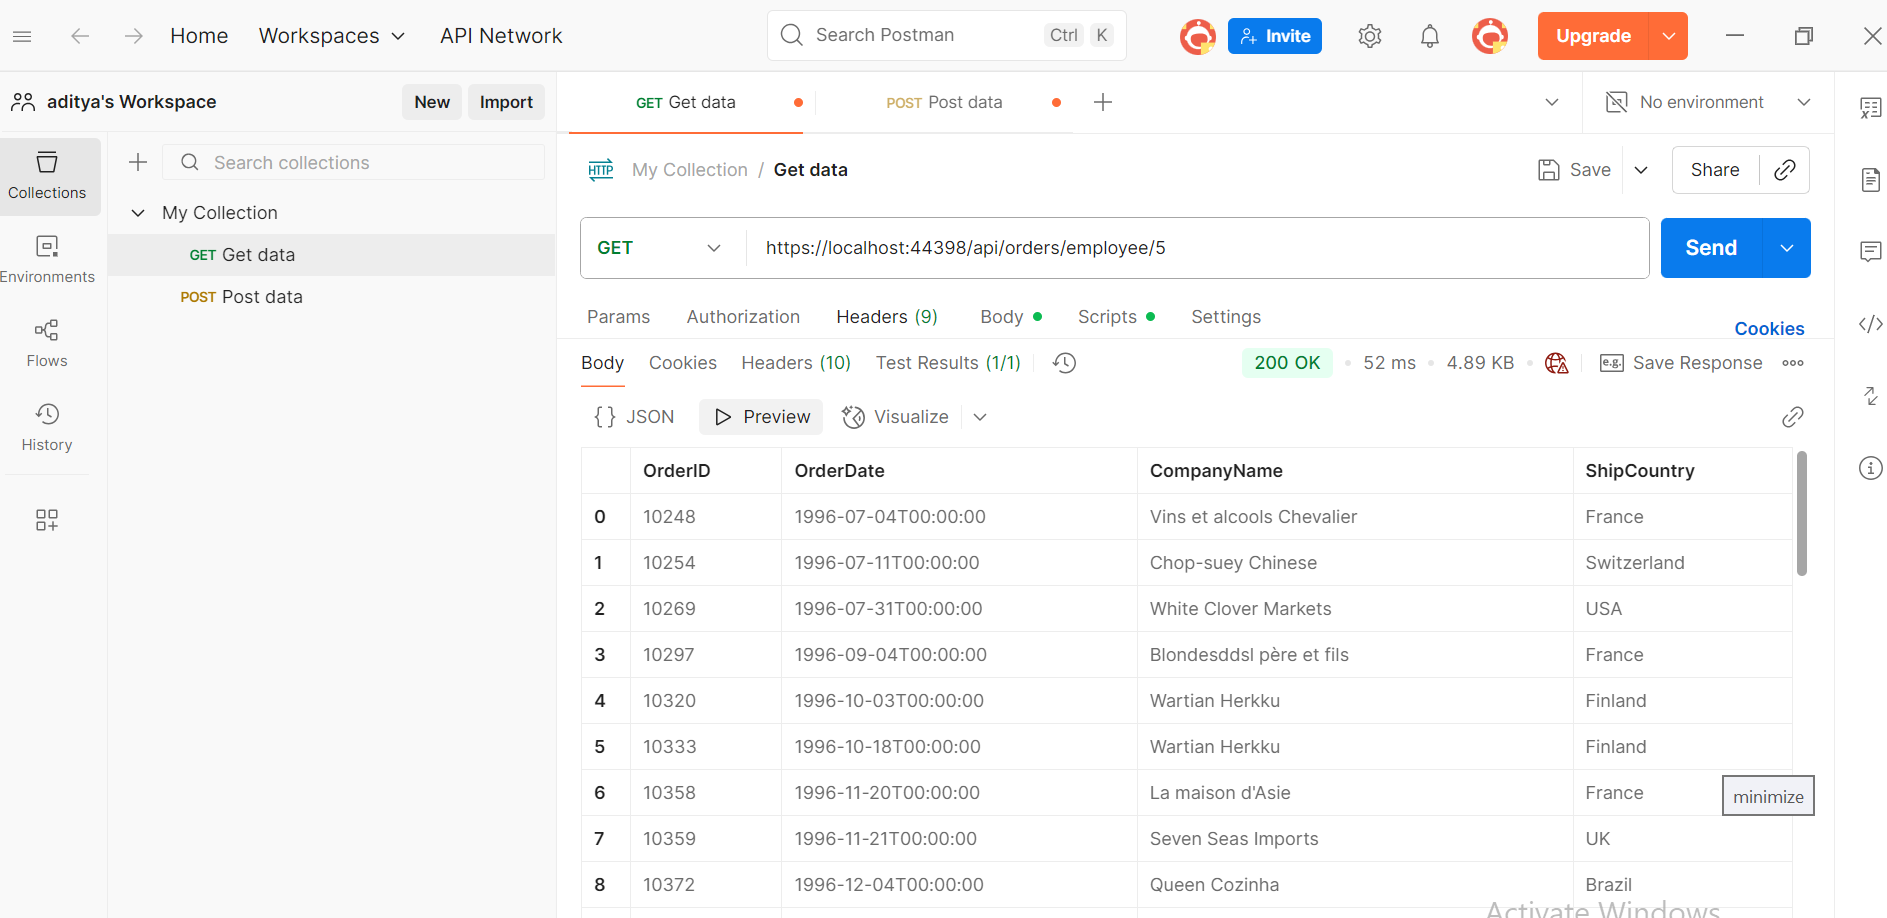 Home Workspaces API Network Search Postman Ctrl K Invite Upgrade
aditya's Workspace New Import GET Get data POST Post data No environment
Search collections
Collections
My Collection
GET Get data
POST Post data
Environments
Flows
History
HTTP My Collection / Get data Save Share
GET https://localhost:44398/api/orders/employee/5 Send
Params Authorization Headers (9) Body Scripts Settings Cookies
Body Cookies Headers (10) Test Results (1/1) 200 OK 52 ms 4.89 KB e.g. Save Response
{} JSON Preview Visualize
OrderID OrderDate CompanyName ShipCountry
0 10248 1996-07-04T00:00:00 Vins et alcools Chevalier France
1 10254 1996-07-11T00:00:00 Chop-suey Chinese Switzerland
2 10269 1996-07-31T00:00:00 White Clover Markets USA
3 10297 1996-09-04T00:00:00 Blondesddsl père et fils France
4 10320 1996-10-03T00:00:00 Wartian Herkku Finland
5 10333 1996-10-18T00:00:00 Wartian Herkku Finland
6 10358 1996-11-20T00:00:00 La maison d'Asie France
minimize
7 10359 1996-11-21T00:00:00 Seven Seas Imports UK
8 10372 1996-12-04T00:00:00 Queen Cozinha Brazil
Activate Windows